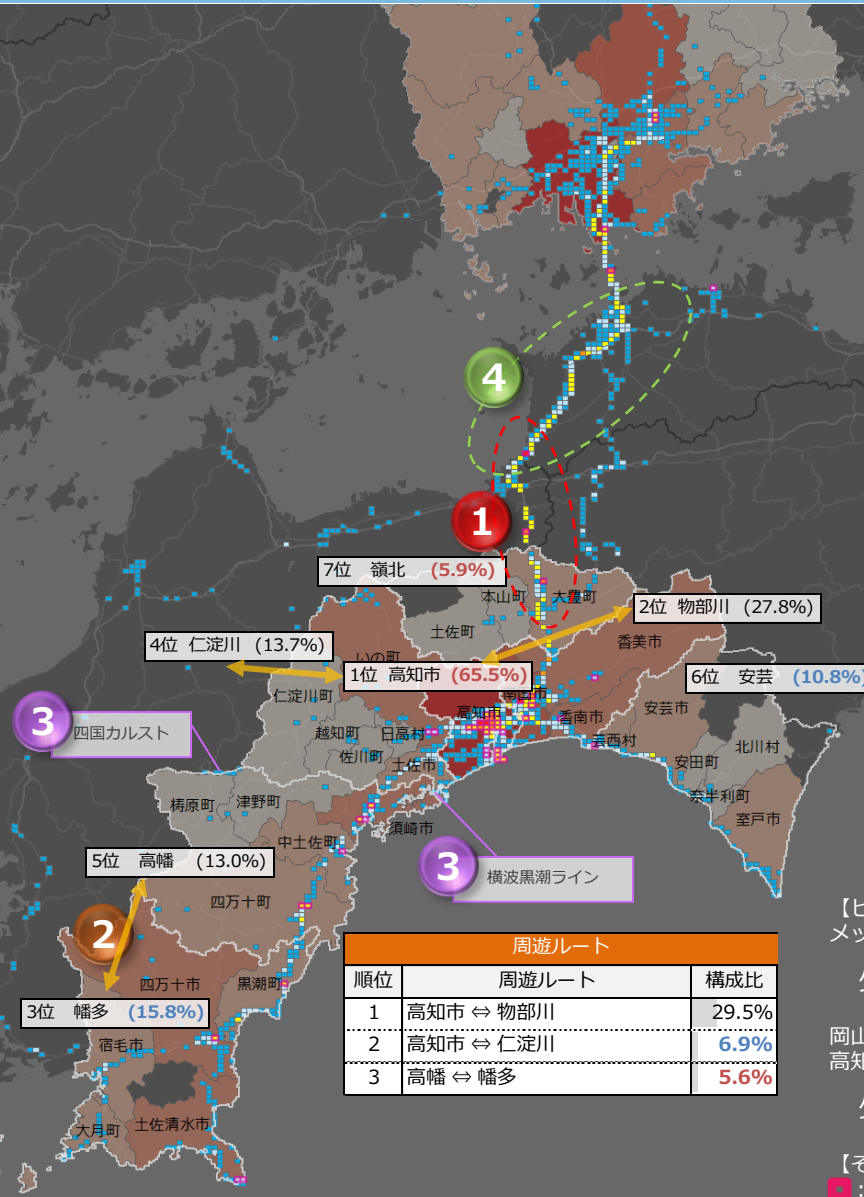 4
1
7位 嶺北 (5.9%)
本山町
大豊町
2位 物部川 (27.8%)
土佐町
香美市
4位 仁淀川 (13.7%)
いの町
1位 高知市 (65.5%)
6位 安芸 (10.8%)
仁淀川町
南国市
高知市
香南市
安芸市
3
四国カルスト
越知町
日高村
芸西村
北川村
佐川町
土佐市
安田町
奈半利町
梼原町
津野町
室戸市
須崎市
中土佐町
5位 高幡 (13.0%)
3
横波黒潮ライン
四万十町
2
四万十市
黒潮町
3位 幡多 (15.8%)
宿毛市
大月町
土佐清水市
周遊ルート
順位 周遊ルート 構成比
1 高知市 ⇔ 物部川 29.5%
2 高知市 ⇔ 仁淀川 6.9%
3 高幡 ⇔ 幡多 5.6%
メッ
岡山
高知
【そ